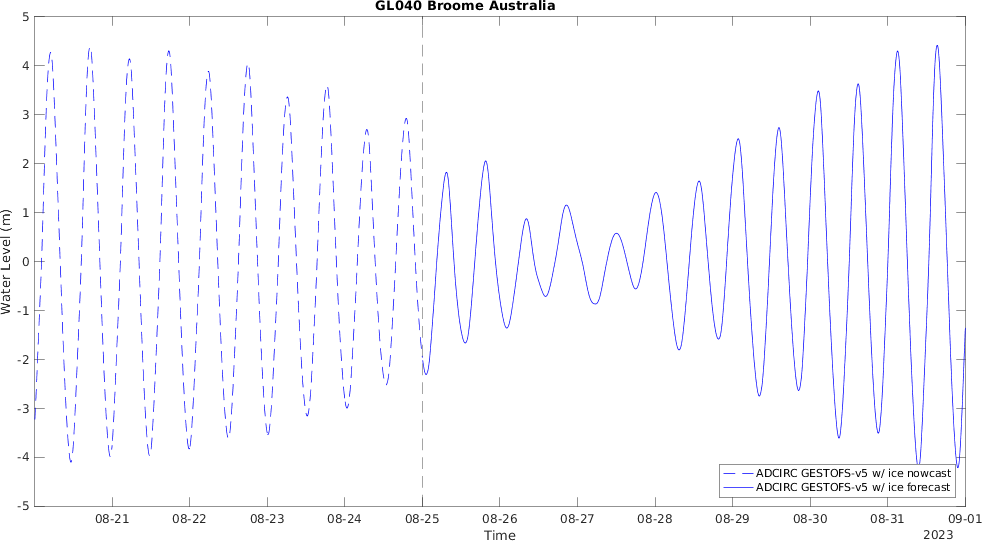 GL040 Broome Australia
5
4
3
2
1
0
-1
-2
-3
-4
-5
Water Level (m)
ADCIRC GESTOFS-v5 w/ ice nowcast
ADCIRC GESTOFS-v5 w/ ice forecast
08-21 08-22 08-23 08-24 08-25 08-26 08-27 08-28 08-29 08-30 08-31 09-01
Time
2023